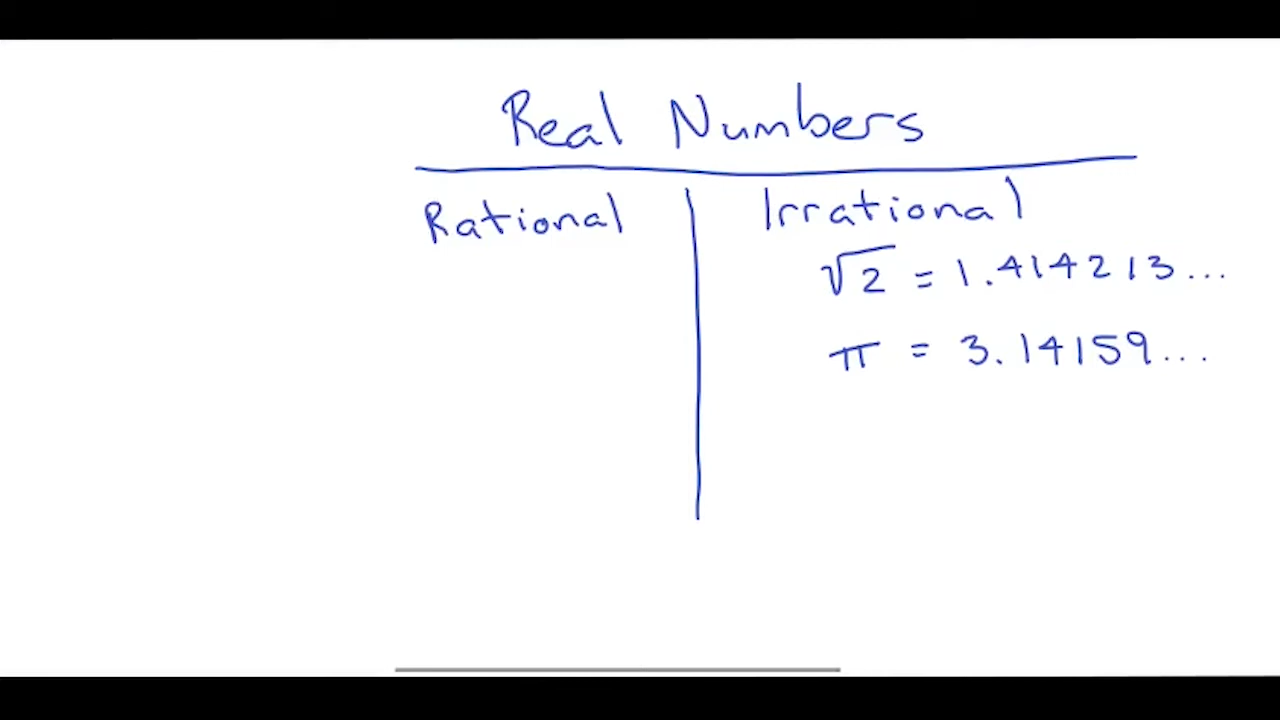 Real Numbers
Rational
Irrational
√2 = 1.414213...
π = 3.14159...